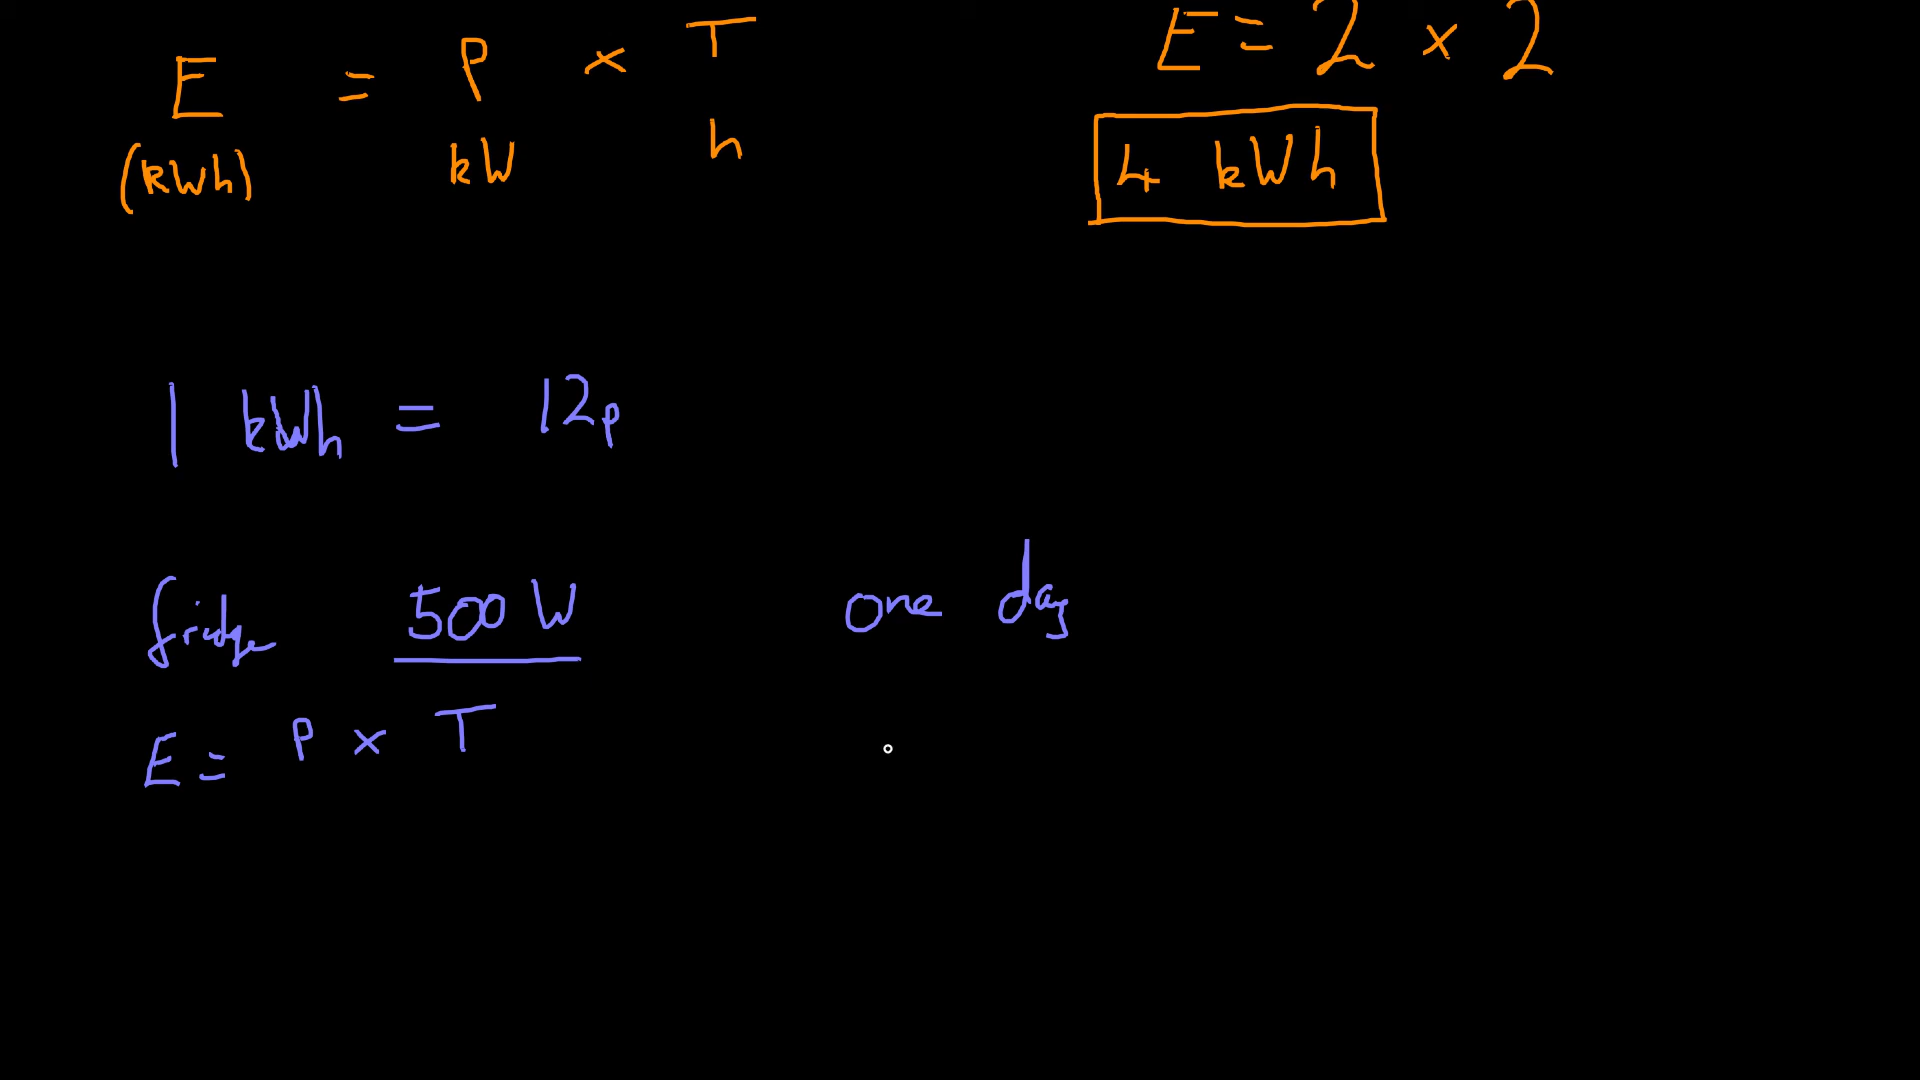 E = P × T
(kWh) kW h
E = 2 × 2
4 kWh
1 kWh = 12p
fridge 500 W one day
E = P × T